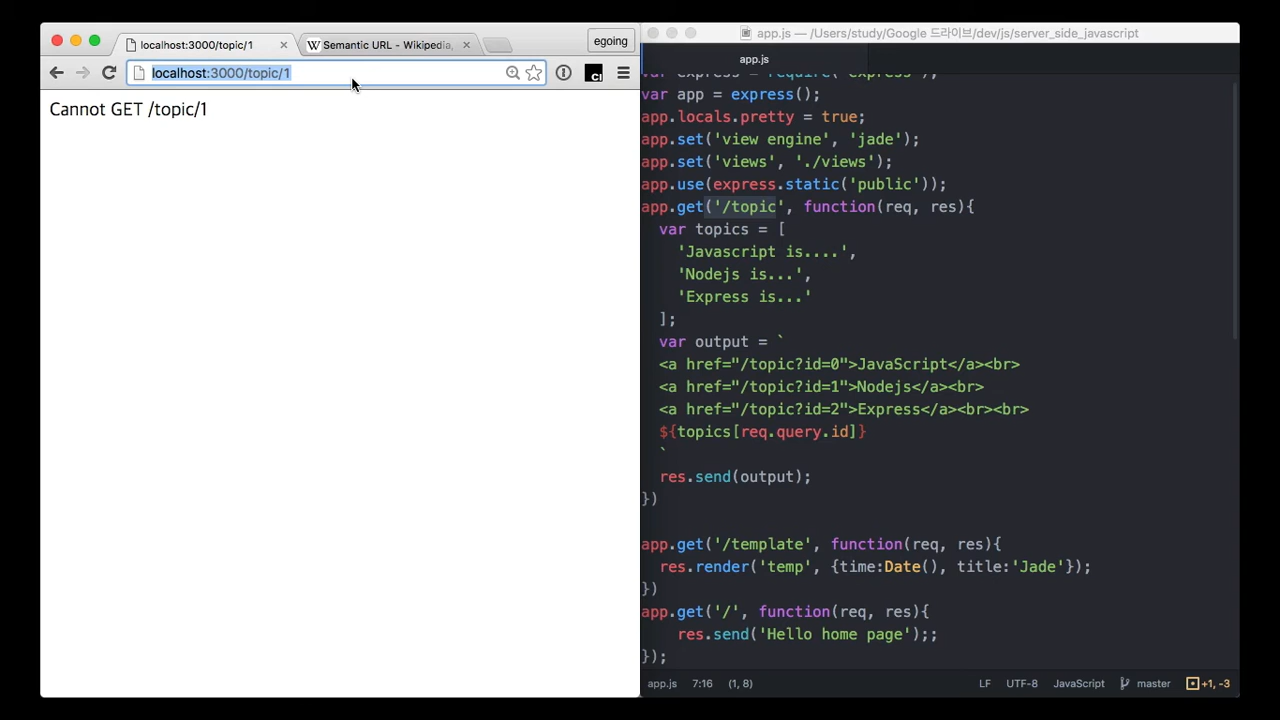 localhost:3000/topic/1
Semantic URL - Wikipedia,
egoing
localhost:3000/topic/1
Cannot GET /topic/1
app.js — /Users/study/Google 드라이브/dev/js/server_side_javascript
app.js
var express = require('express');
var app = express();
app.locals.pretty = true;
app.set('view engine', 'jade');
app.set('views', './views');
app.use(express.static('public'));
app.get('/topic', function(req, res){
var topics = [
'Javascript is....',
'Nodejs is...',
'Express is...'
];
var output = `
<a href="/topic?id=0">JavaScript</a><br>
<a href="/topic?id=1">Nodejs</a><br>
<a href="/topic?id=2">Express</a><br><br>
${topics[req.query.id]}
`
res.send(output);
})
app.get('/template', function(req, res){
res.render('temp', {time:Date(), title:'Jade'});
})
app.get('/', function(req, res){
res.send('Hello home page');;
});
app.js 7:16 (1, 8) LF UTF-8 JavaScript master +1, -3